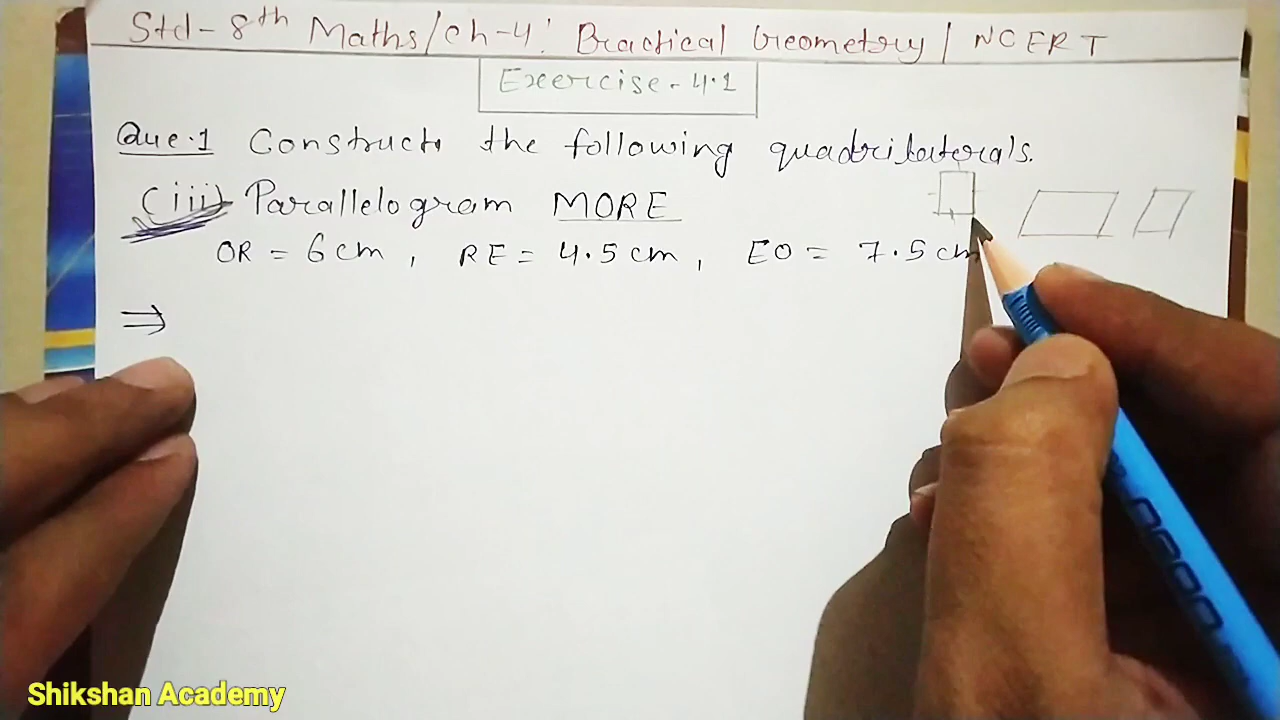 Std - 8th Maths / Ch-4: Practical Geometry / NCERT
Exercise - 4.1
Que.1 Construct the following quadrilaterals.
(iii) Parallelogram MORE
OR = 6 cm , RE = 4.5 cm , EO = 7.5 cm
⇒
Shikshan Academy